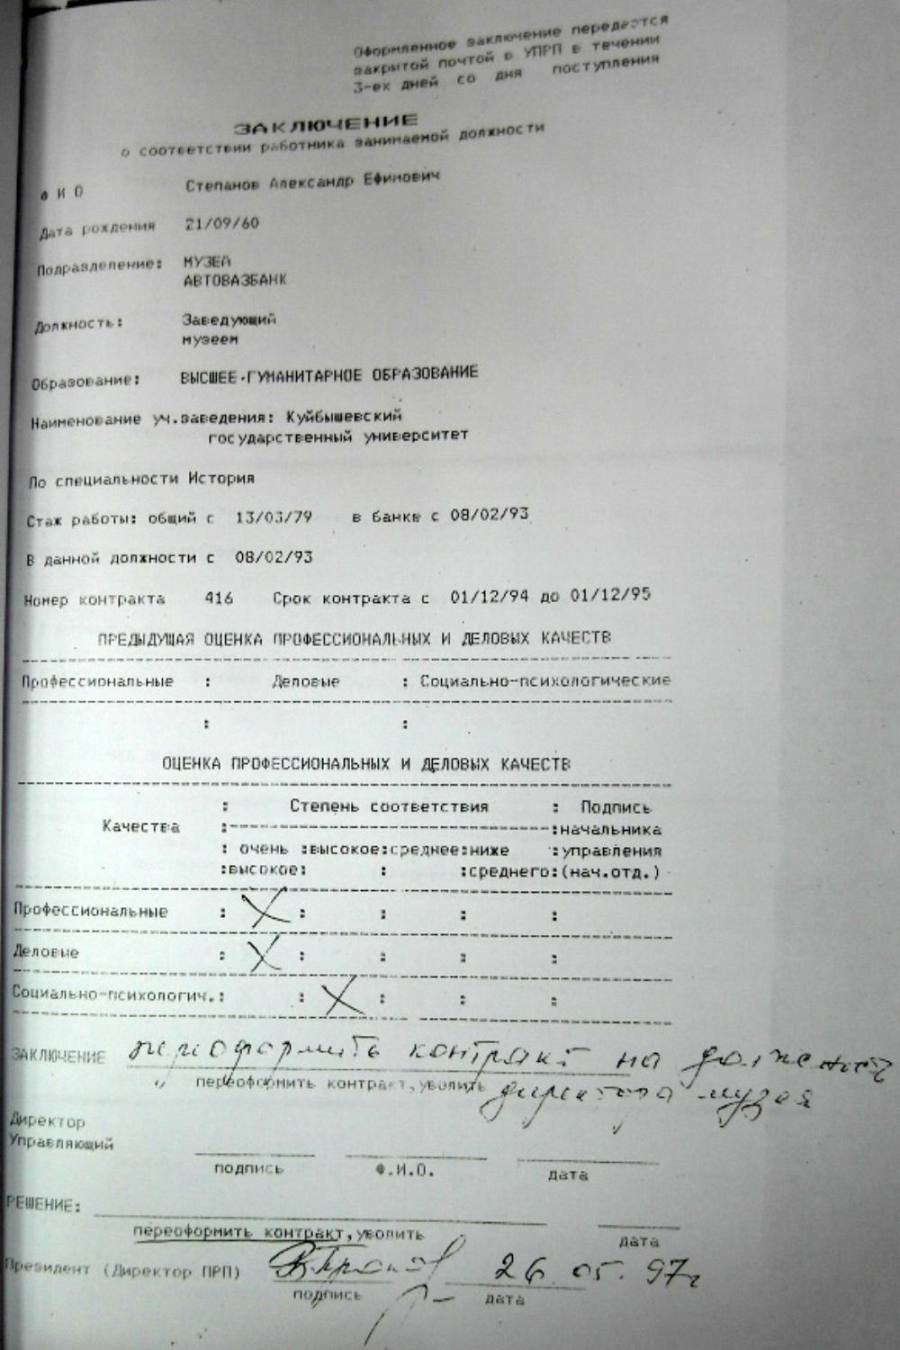 Оформленное заключение передается
закрытой почтой в УПРП в течении
3-ех дней со дня поступления
ЗАКЛЮЧЕНИЕ
о соответствии работника занимаемой должности
Ф И О Степанов Александр Ефимович
Дата рождения 21/09/60
Подразделение: МУЗЕЙ
АВТОВАЗБАНК
Должность: Заведующий
музеем
Образование: ВЫСШЕЕ-ГУМАНИТАРНОЕ ОБРАЗОВАНИЕ
Наименование уч.заведения: Куйбышевский
государственный университет
По специальности История
Стаж работы: общий с 13/03/79 в банке с 08/02/93
В данной должности с 08/02/93
Номер контракта 416 Срок контракта с 01/12/94 до 01/12/95
ПРЕДЫДУЩАЯ ОЦЕНКА ПРОФЕССИОНАЛЬНЫХ И ДЕЛОВЫХ КАЧЕСТВ
Профессиональные : Деловые : Социально-психологические
: :
ОЦЕНКА ПРОФЕССИОНАЛЬНЫХ И ДЕЛОВЫХ КАЧЕСТВ
: Степень соответствия : Подпись
Качества :---:начальника
: очень :высокое:среднее:ниже :управления
:высокое: : :среднего:(нач.отд.)
Профессиональные : X : : : :
Деловые : X : : : :
Социально-психологич.: : X : : :
ЗАКЛЮЧЕНИЕ переоформить контракт на должность
переоформить контракт,уволить директора музея
Директор
Управляющий
подпись Ф.И.О. дата
РЕШЕНИЕ:
переоформить контракт,уволить дата
Президент (Директор ПРП) 26.05.97г
подпись дата